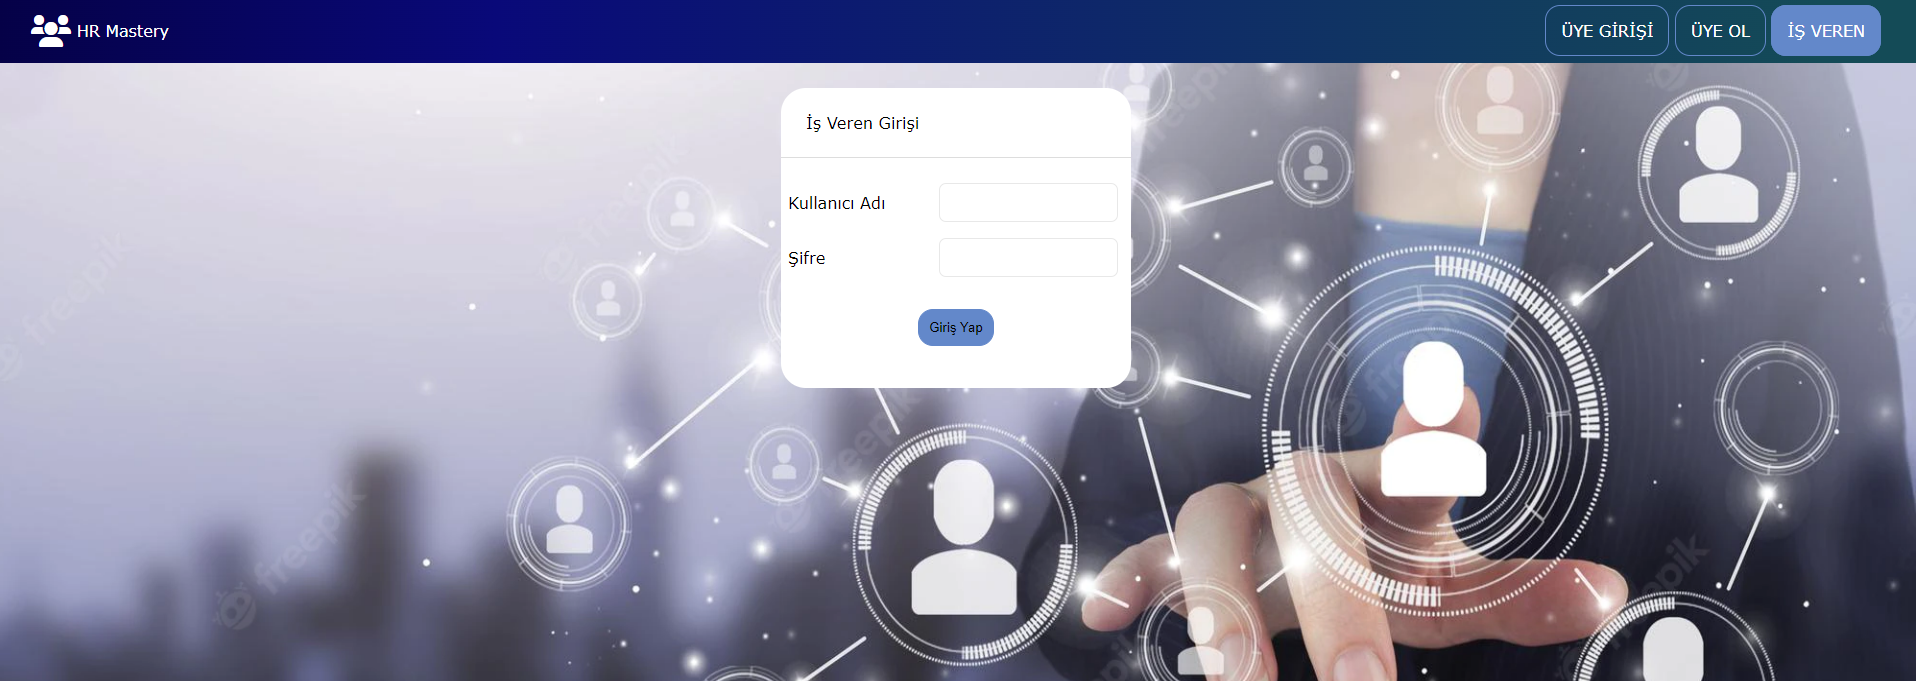 HR Mastery
ÜYE GİRİŞİ
ÜYE OL
İŞ VEREN
İş Veren Girişi
Kullanıcı Adı
Şifre
Giriş Yap
freepik
freepik
freepik
freepik
freepik